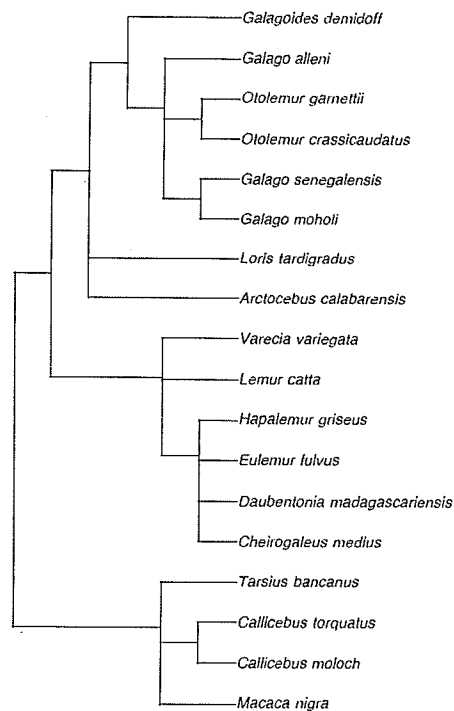 Galagoides demidoff
Galago alleni
Otolemur garnettii
Otolemur crassicaudatus
Galago senegalensis
Galago moholi
Loris tardigradus
Arctocebus calabarensis
Varecia variegata
Lemur catta
Hapalemur griseus
Eulemur fulvus
Daubentonia madagascariensis
Cheirogaleus medius
Tarsius bancanus
Callicebus torquatus
Callicebus moloch
Macaca nigra